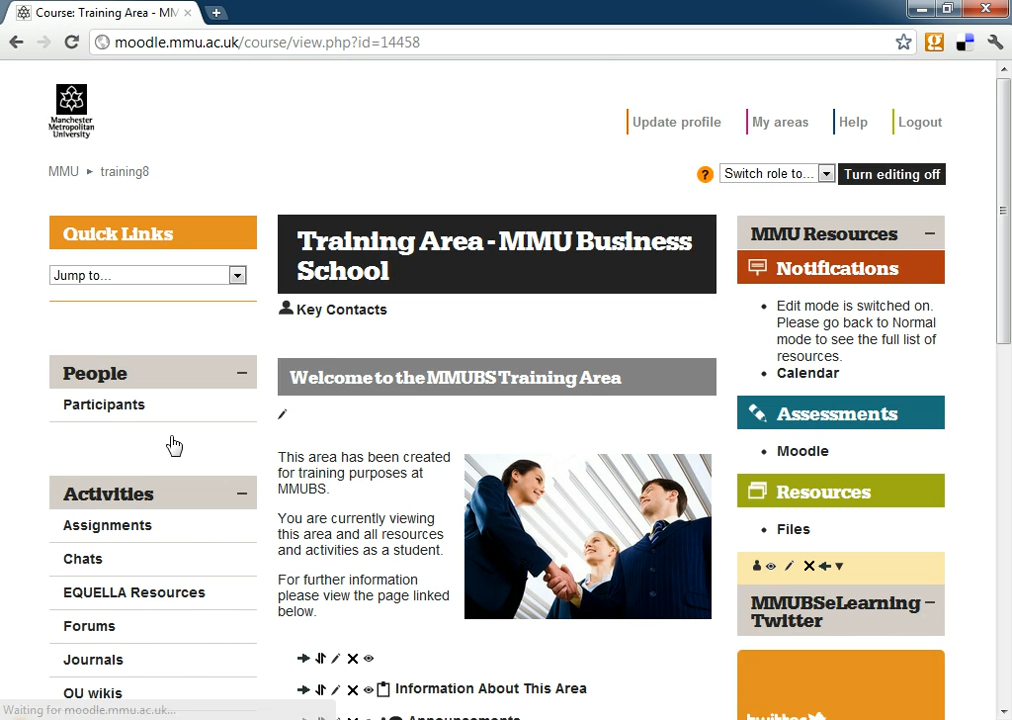 Course: Training Area - MM
moodle.mmu.ac.uk/course/view.php?id=14458
Manchester
Metropolitan
University
Update profile
My areas
Help
Logout
MMU ► training8
?
Switch role to...
Turn editing off
Quick Links
Jump to...
People
Participants
Activities
Assignments
Chats
EQUELLA Resources
Forums
Journals
OU wikis
Training Area - MMU Business
School
Key Contacts
Welcome to the MMUBS Training Area
This area has been created
for training purposes at
MMUBS.
You are currently viewing
this area and all resources
and activities as a student.
For further information
please view the page linked
below.
Information About This Area
Announcements
MMU Resources
Notifications
• Edit mode is switched on.
Please go back to Normal
mode to see the full list of
resources.
• Calendar
Assessments
• Moodle
Resources
• Files
MMUBSeLearning
Twitter
twitter
Waiting for moodle.mmu.ac.uk...